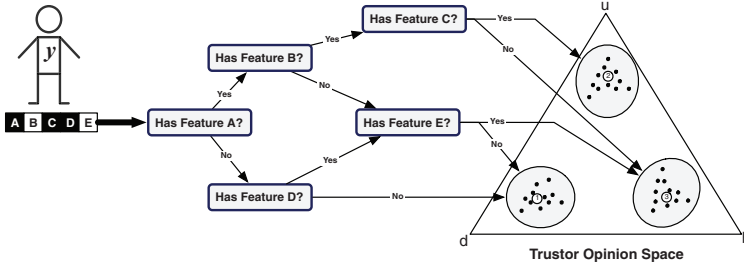 u
Has Feature C?
Yes
No
Yes
Has Feature B?
y
2
Yes
No
A B C D E
Has Feature A?
Has Feature E?
Yes
No
No
Yes
Has Feature D?
No
1
3
d
Trustor Opinion Space